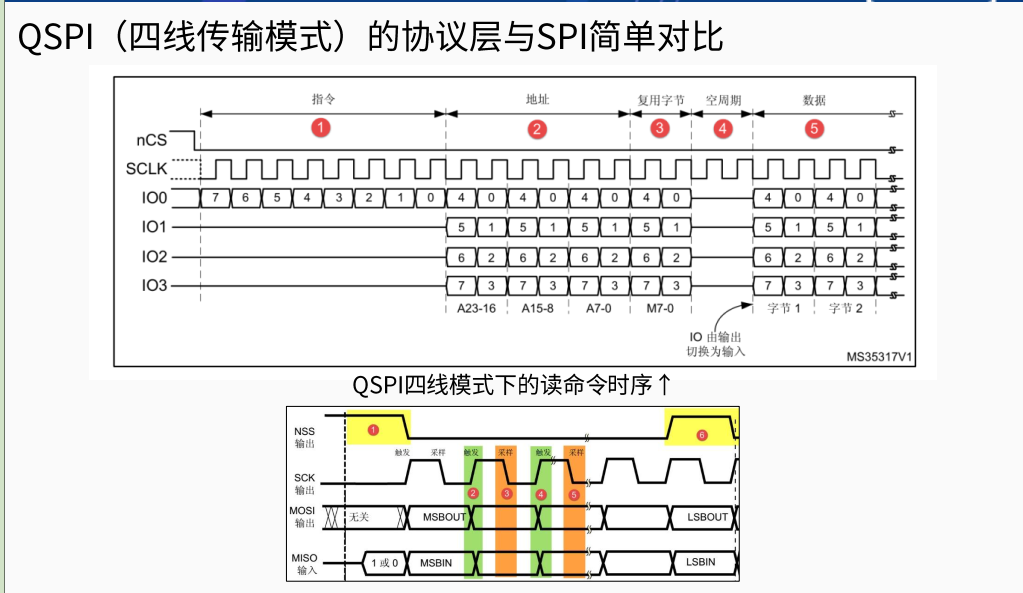 QSPI（四线传输模式）的协议层与SPI简单对比
指令 地址 复用字节 空周期 数据
1 2 3 4 5
nCS
SCLK
IO0 7 6 5 4 3 2 1 0 4 0 4 0 4 0 4 0 4 0 4 0
IO1 5 1 5 1 5 1 5 1 5 1 5 1
IO2 6 2 6 2 6 2 6 2 6 2 6 2
IO3 7 3 7 3 7 3 7 3 7 3 7 3
A23-16 A15-8 A7-0 M7-0 字节 1 字节 2
IO 由输出
切换为输入
MS35317V1
QSPI四线模式下的读命令时序↑
NSS
输出
1 6
触发 采样 触发 采样 触发 采样
SCK
输出
2 3 4 5
MOSI
输出
无关 MSBOUT LSBOUT
MISO
输入
1 或 0 MSBIN LSBIN